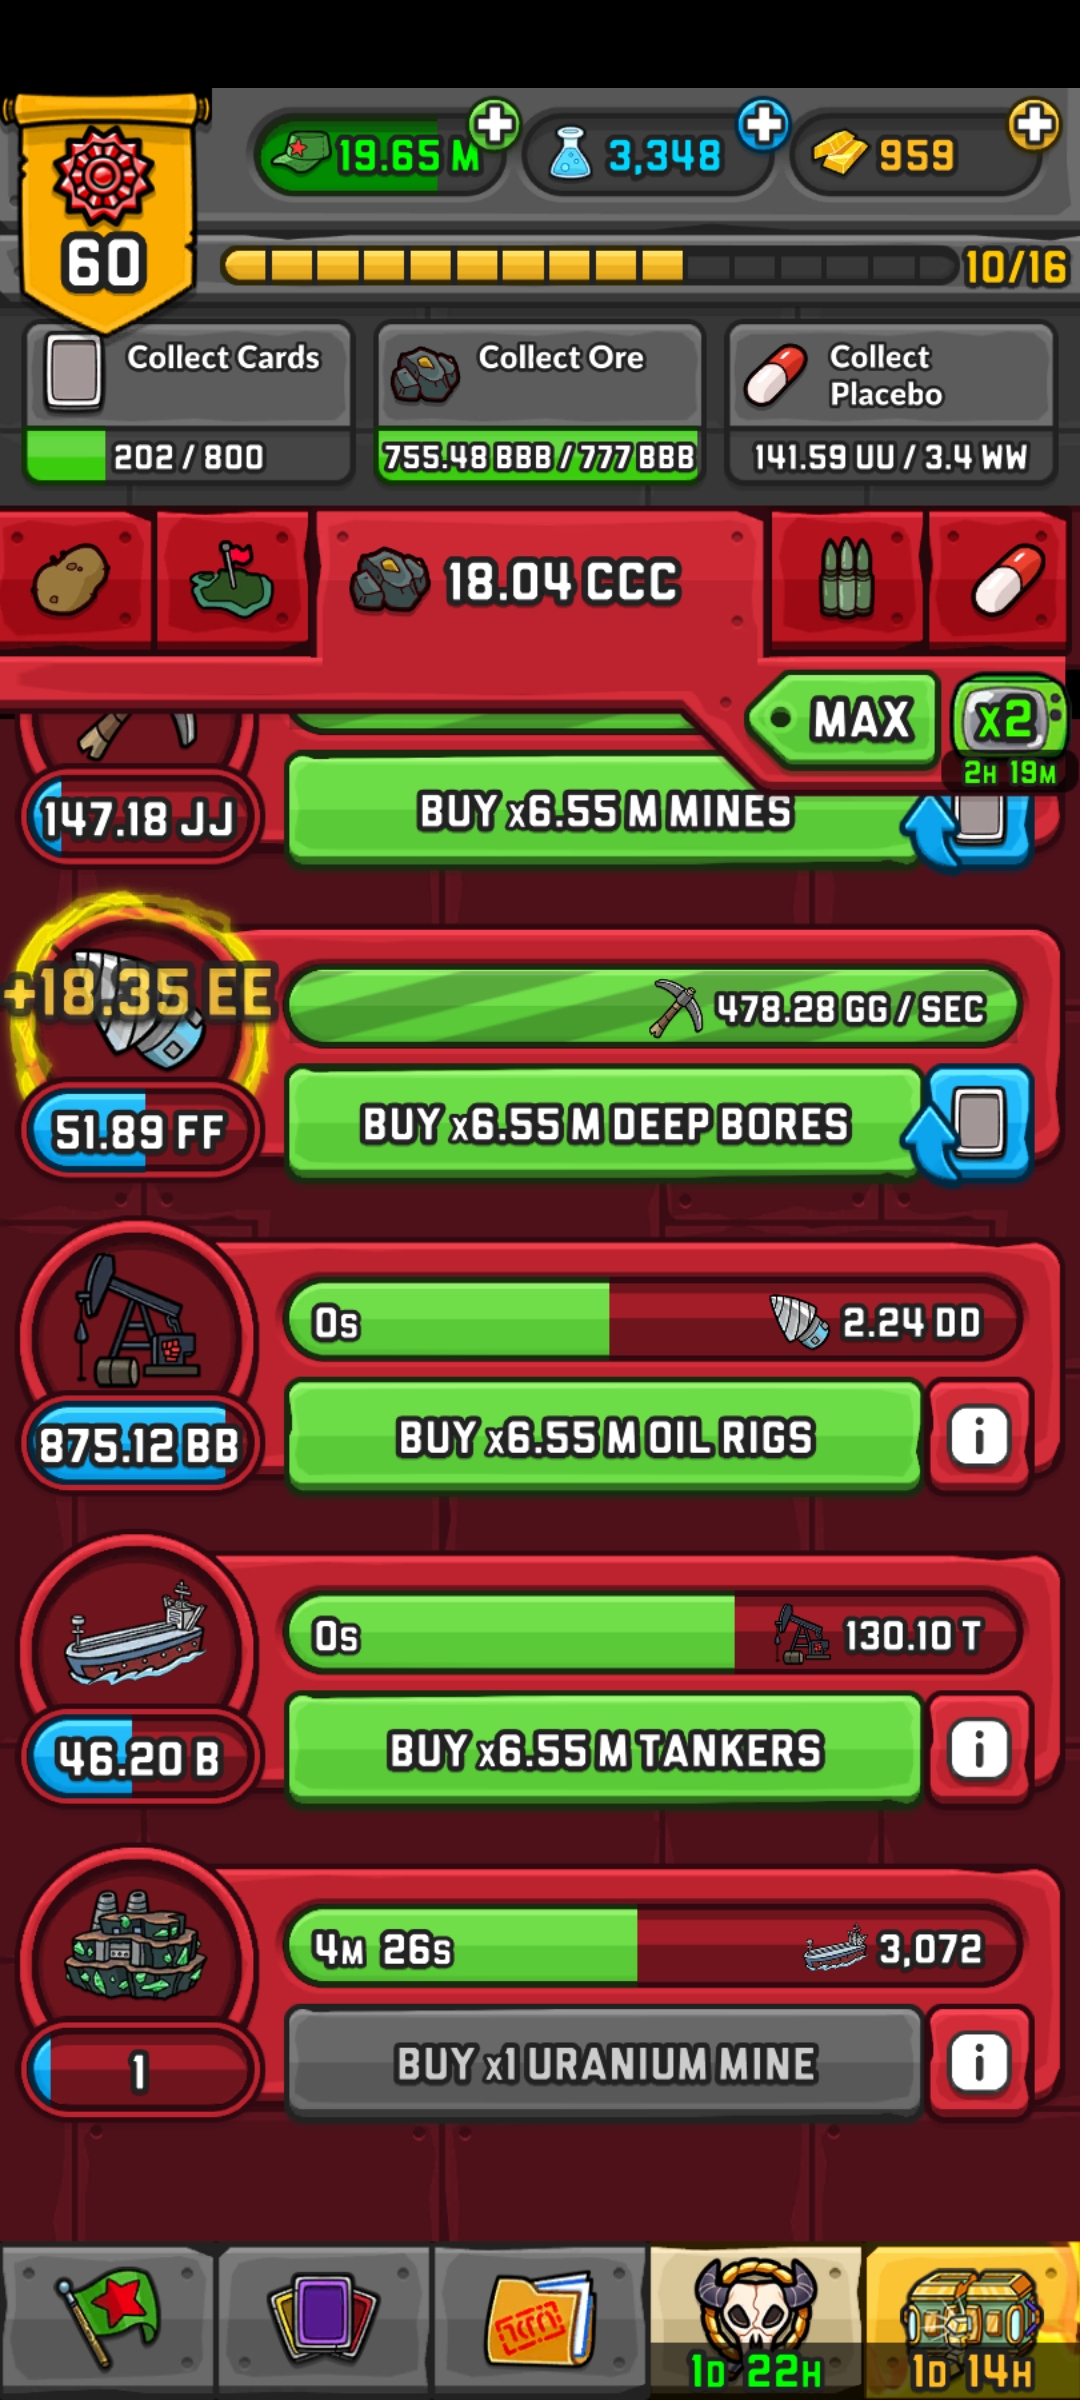 19.65 M
3,348
959
60
10/16
Collect Cards
Collect Ore
Collect
Placebo
202 / 800
755.48 BBB / 777 BBB
141.59 UU / 3.4 WW
18.04 CCC
MAX
x2
2H 19M
147.18 JJ
BUY x6.55 M MINES
+18.35 EE
478.28 GG / SEC
51.89 FF
BUY x6.55 M DEEP BORES
0s
2.24 DD
875.12 BB
BUY x6.55 M OIL RIGS
i
0s
130.10 T
46.20 B
BUY x6.55 M TANKERS
i
4M 26s
3,072
1
BUY x1 URANIUM MINE
i
1D 22H
1D 14H